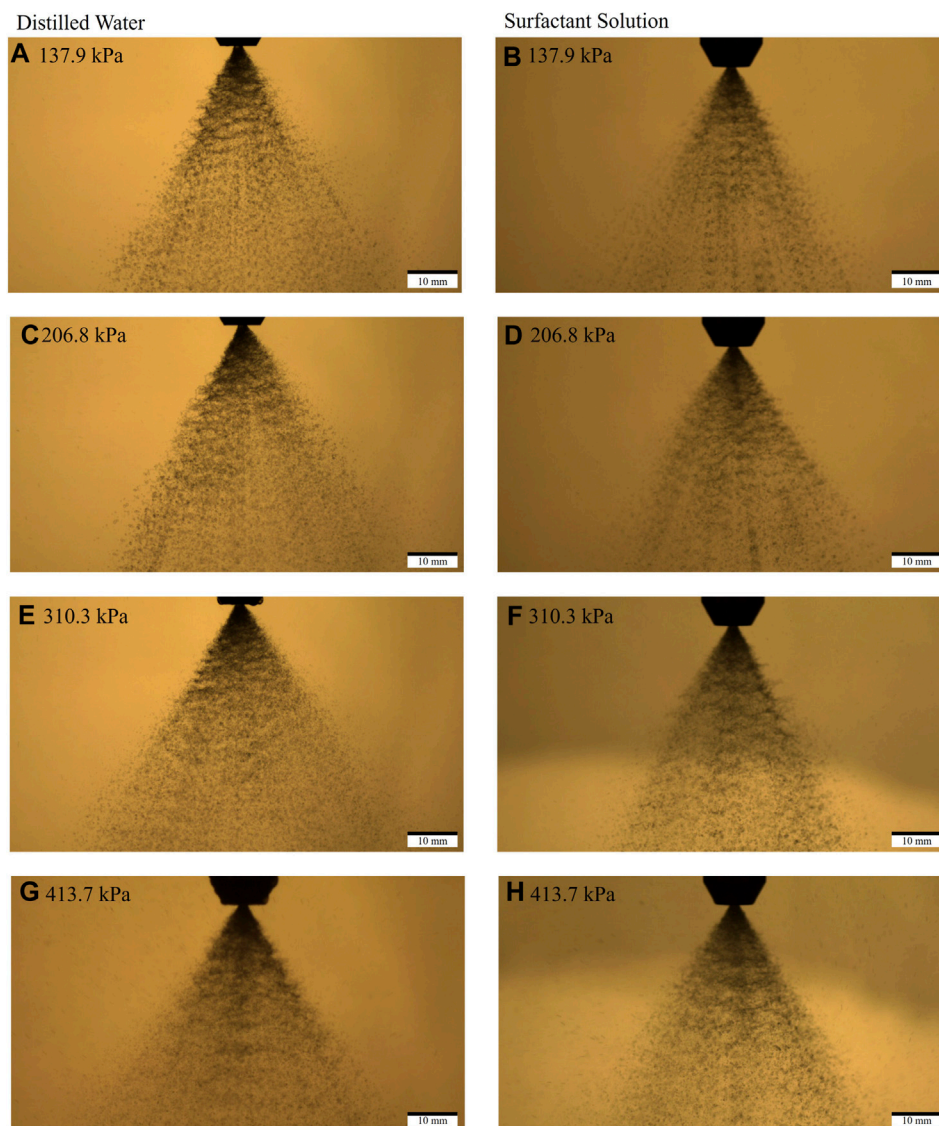 Distilled Water
Surfactant Solution
A 137.9 kPa
B 137.9 kPa
10 mm
10 mm
C 206.8 kPa
D 206.8 kPa
10 mm
10 mm
E 310.3 kPa
F 310.3 kPa
10 mm
10 mm
G 413.7 kPa
H 413.7 kPa
10 mm
10 mm